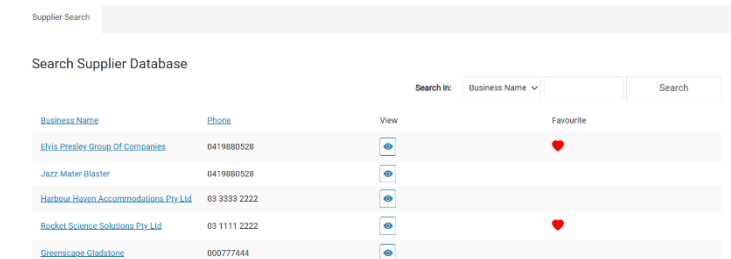 Supplier Search
Search Supplier Database
Search In: Business Name Search
Business Name Phone View Favourite
Elvis Presley Group Of Companies 0419880528
Jazz Mater Blaster 0419880528
Harbour Haven Accommodations Pty Ltd 03 3333 2222
Rocket Science Solutions Pty Ltd 03 1111 2222
Greenscape Gladstone 000777444